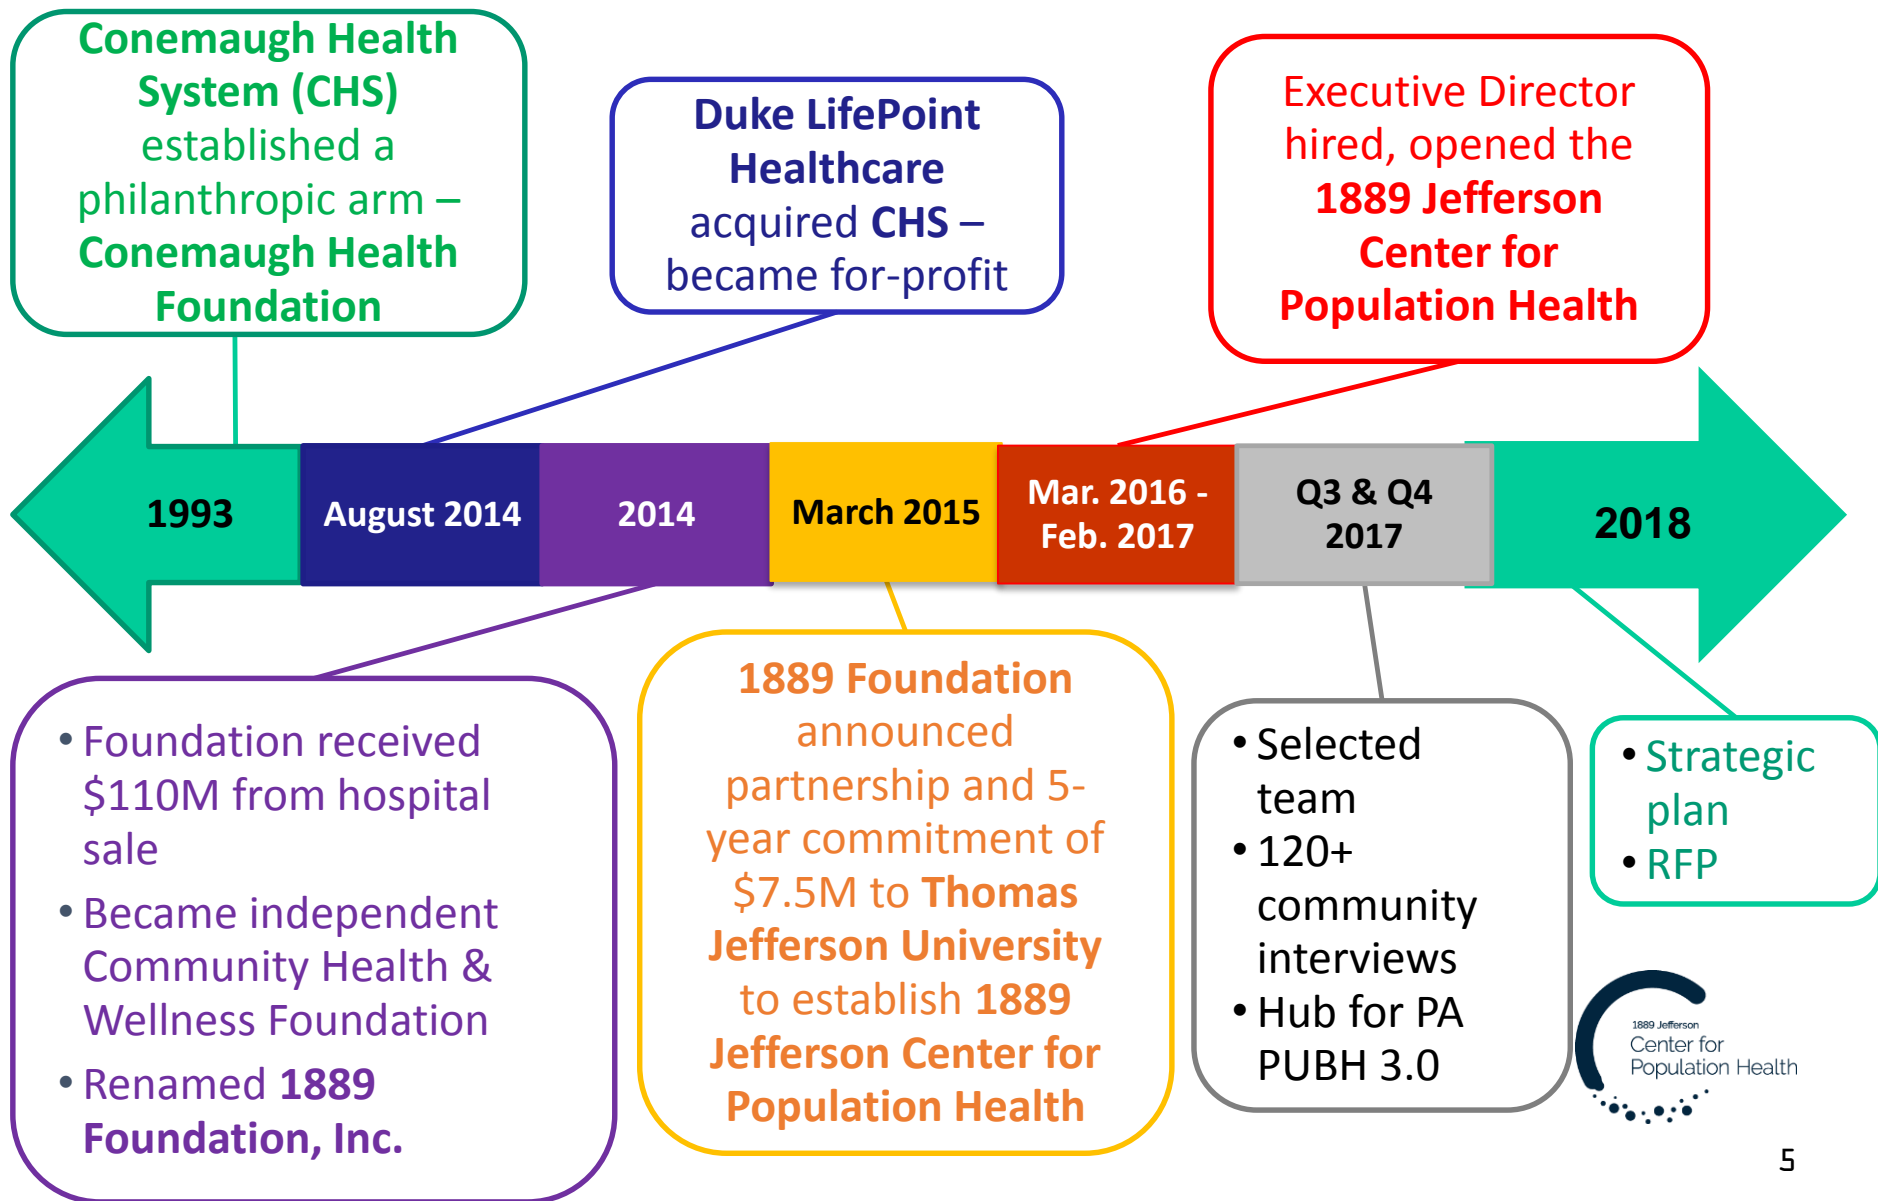 Conemaugh Health
System (CHS)
established a
philanthropic arm –
Conemaugh Health
Foundation
Duke LifePoint
Healthcare
acquired CHS –
became for-profit
Executive Director
hired, opened the
1889 Jefferson
Center for
Population Health
1993
August 2014
2014
March 2015
Mar. 2016 -
Feb. 2017
Q3 & Q4
2017
2018
• Foundation received
$110M from hospital
sale
• Became independent
Community Health &
Wellness Foundation
• Renamed 1889
Foundation, Inc.
1889 Foundation
announced
partnership and 5-
year commitment of
$7.5M to Thomas
Jefferson University
to establish 1889
Jefferson Center for
Population Health
• Selected
team
• 120+
community
interviews
• Hub for PA
PUBH 3.0
• Strategic
plan
• RFP
1889 Jefferson
Center for
Population Health
5